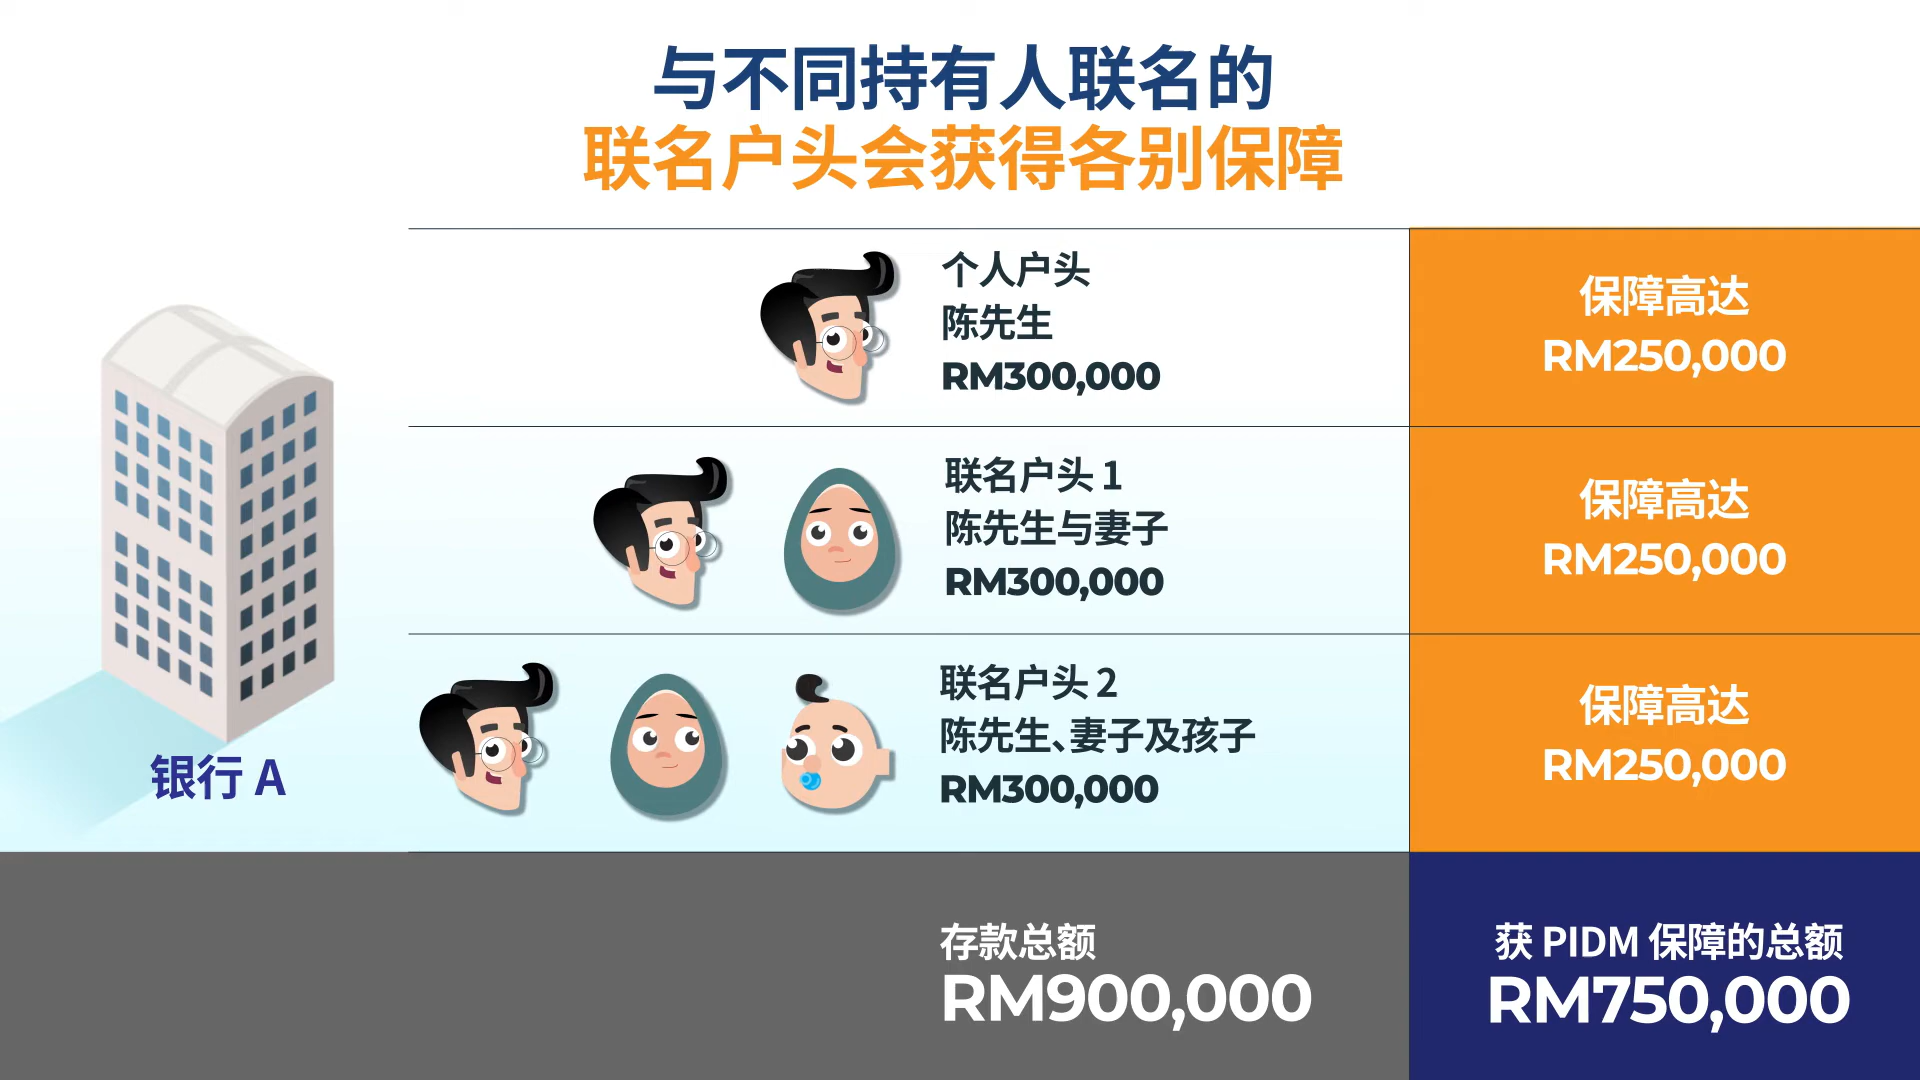 与不同持有人联名的
联名户头会获得各别保障
个人户头
陈先生
RM300,000
保障高达
RM250,000
联名户头 1
陈先生与妻子
RM300,000
保障高达
RM250,000
联名户头 2
陈先生、妻子及孩子
RM300,000
保障高达
RM250,000
银行 A
存款总额
RM900,000
获 PIDM 保障的总额
RM750,000